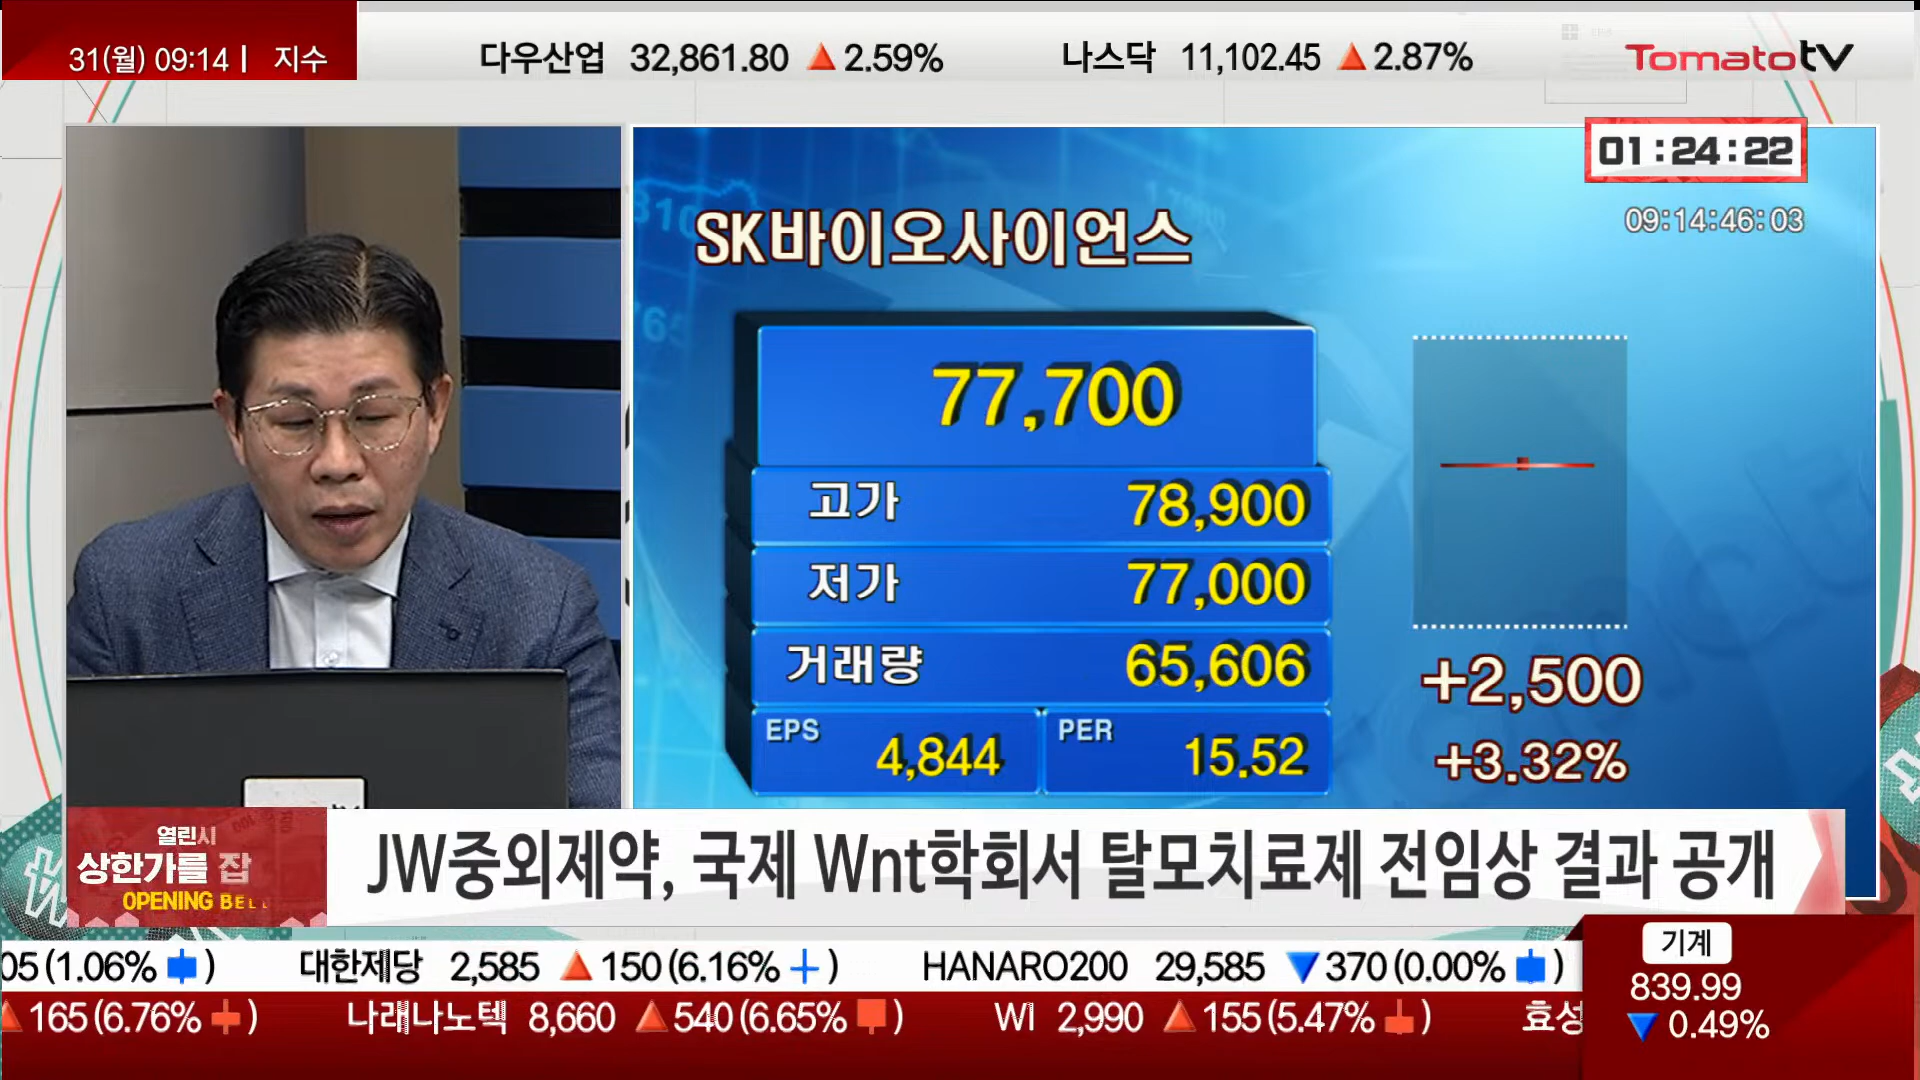 31(월) 09:14 | 지수
다우산업 32,861.80 ▲2.59%
나스닥 11,102.45 ▲2.87%
Tomatotv
01:24:22
09:14:46:03
SK바이오사이언스
77,700
고가 78,900
저가 77,000
거래량 65,606
EPS 4,844
PER 15.52
+2,500
+3.32%
열린시
상한가를 잡
OPENING BELL
JW중외제약, 국제 Wnt학회서 탈모치료제 전임상 결과 공개
05(1.06% )
대한제당 2,585 ▲150(6.16% )
HANARO200 29,585 ▼370(0.00% )
▲165(6.76% )
나래나노텍 8,660 ▲540(6.65% )
WI 2,990 ▲155(5.47% )
효성
기계
839.99
▼0.49%